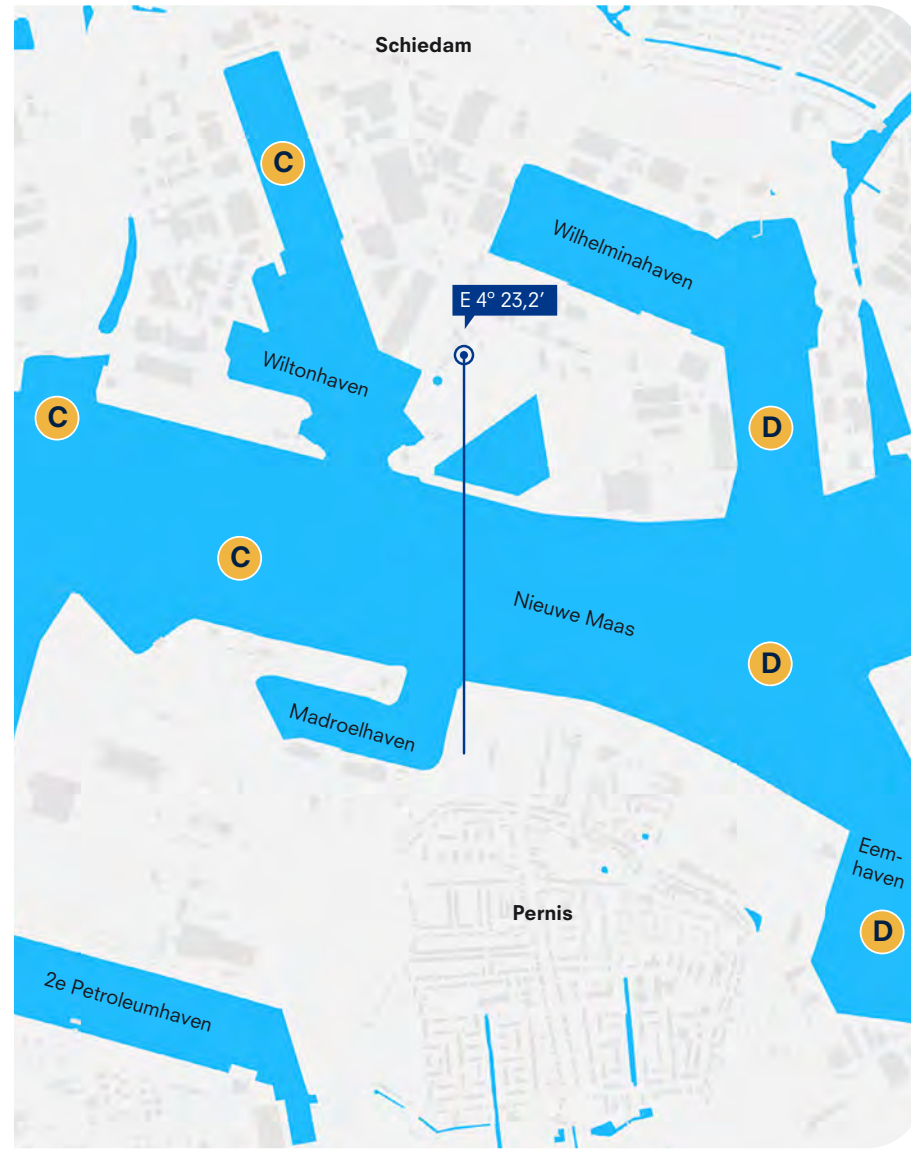 Schiedam
C
Wilhelminahaven
E 4° 23,2′
Wiltonhaven
C
D
C
Nieuwe Maas
D
Madroelhaven
Eem-
haven
Pernis
D
2e Petroleumhaven